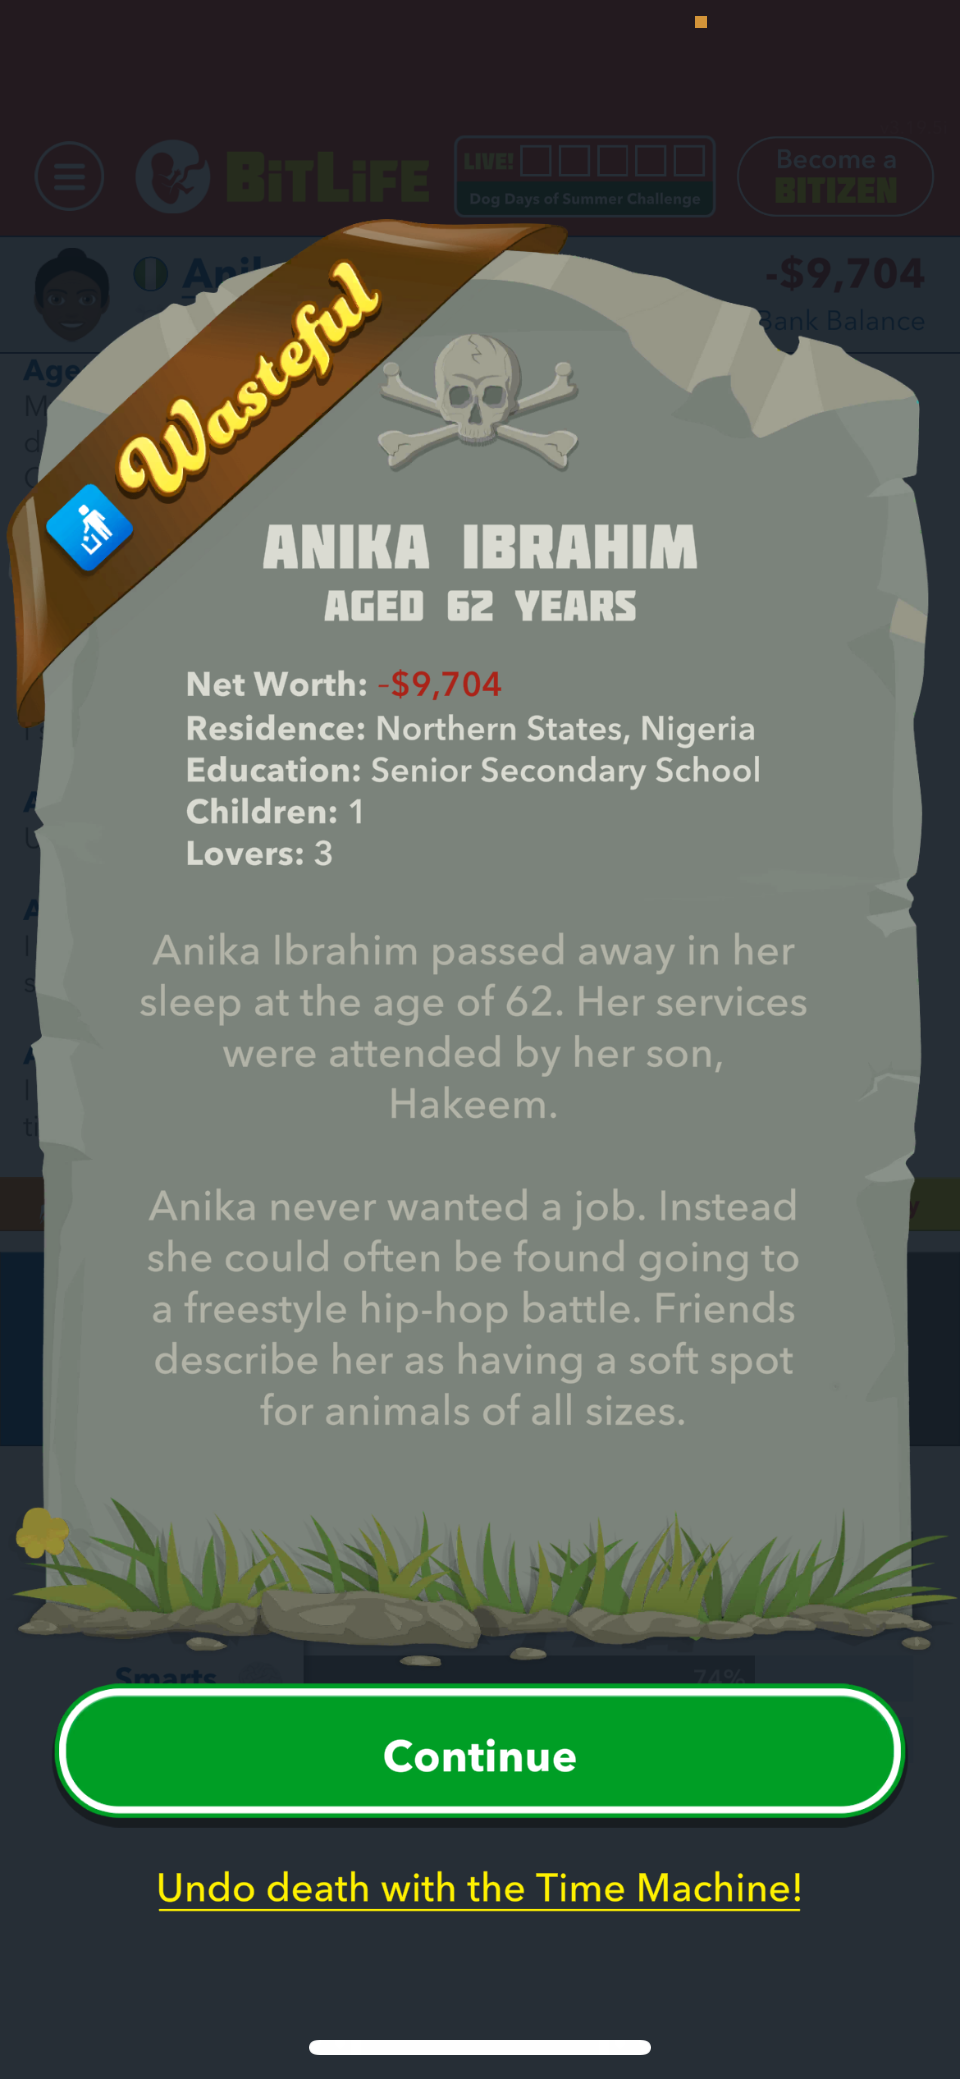 BiTLiFE
LIVE!
Dog Days of Summer Challenge
Become a
BITIZEN
-$9,704
Bank Balance
Age
Wasteful
ANIKA IBRAHIM
AGED 62 YEARS
Net Worth: -$9,704
Residence: Northern States, Nigeria
Education: Senior Secondary School
Children: 1
Lovers: 3
Anika Ibrahim passed away in her
sleep at the age of 62. Her services
were attended by her son,
Hakeem.
Anika never wanted a job. Instead
she could often be found going to
a freestyle hip-hop battle. Friends
describe her as having a soft spot
for animals of all sizes.
Smarts
74%
Continue
Undo death with the Time Machine!